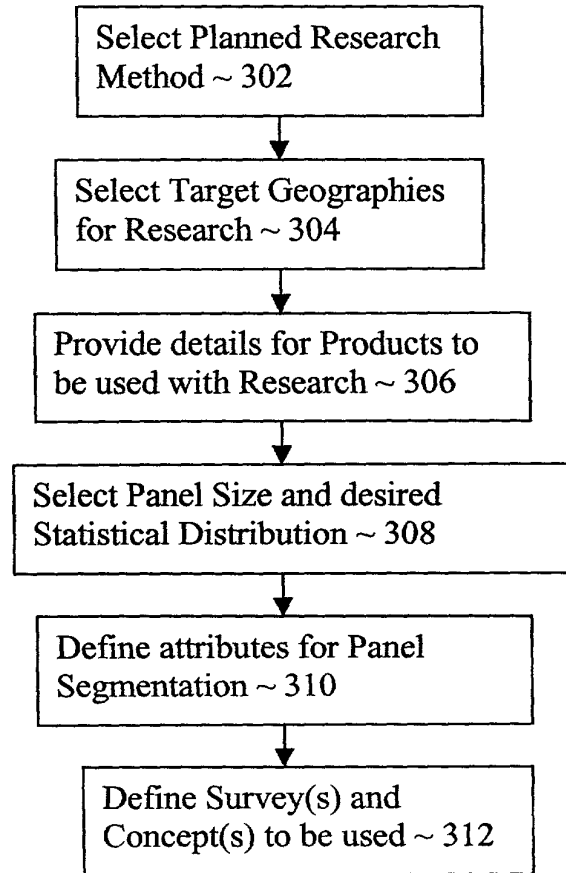 Select Planned Research
Method ~ 302
Select Target Geographies
for Research ~ 304
Provide details for Products to
be used with Research ~ 306
Select Panel Size and desired
Statistical Distribution ~ 308
Define attributes for Panel
Segmentation ~ 310
Define Survey(s) and
Concept(s) to be used ~ 312